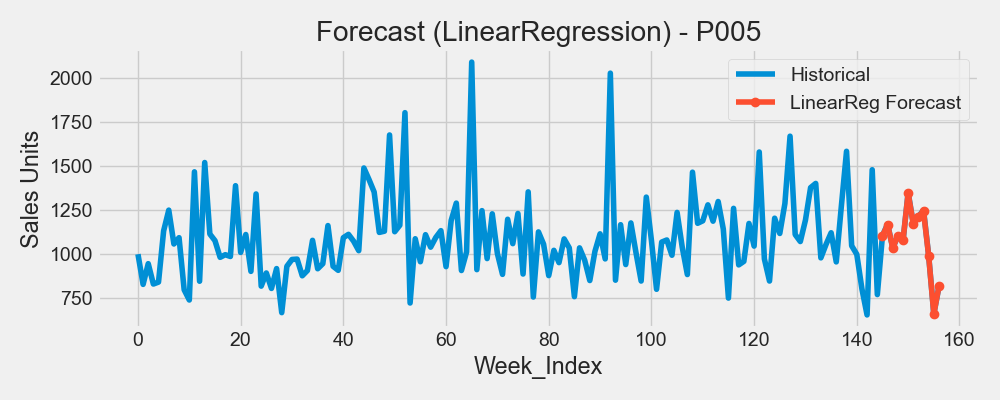 Forecast (LinearRegression) - P005
Historical
LinearReg Forecast
Sales Units
2000
1750
1500
1250
1000
750
0 20 40 60 80 100 120 140 160
Week_Index